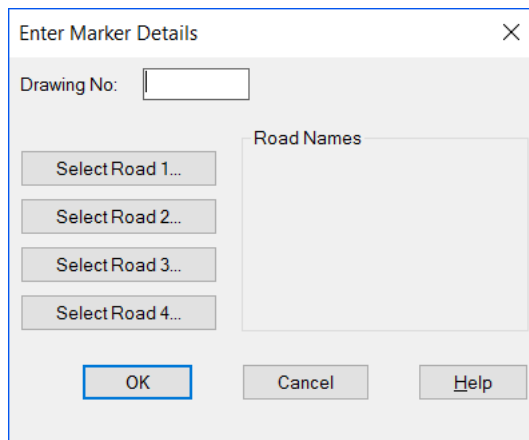 Enter Marker Details
Drawing No:
Road Names
Select Road 1...
Select Road 2...
Select Road 3...
Select Road 4...
OK Cancel Help